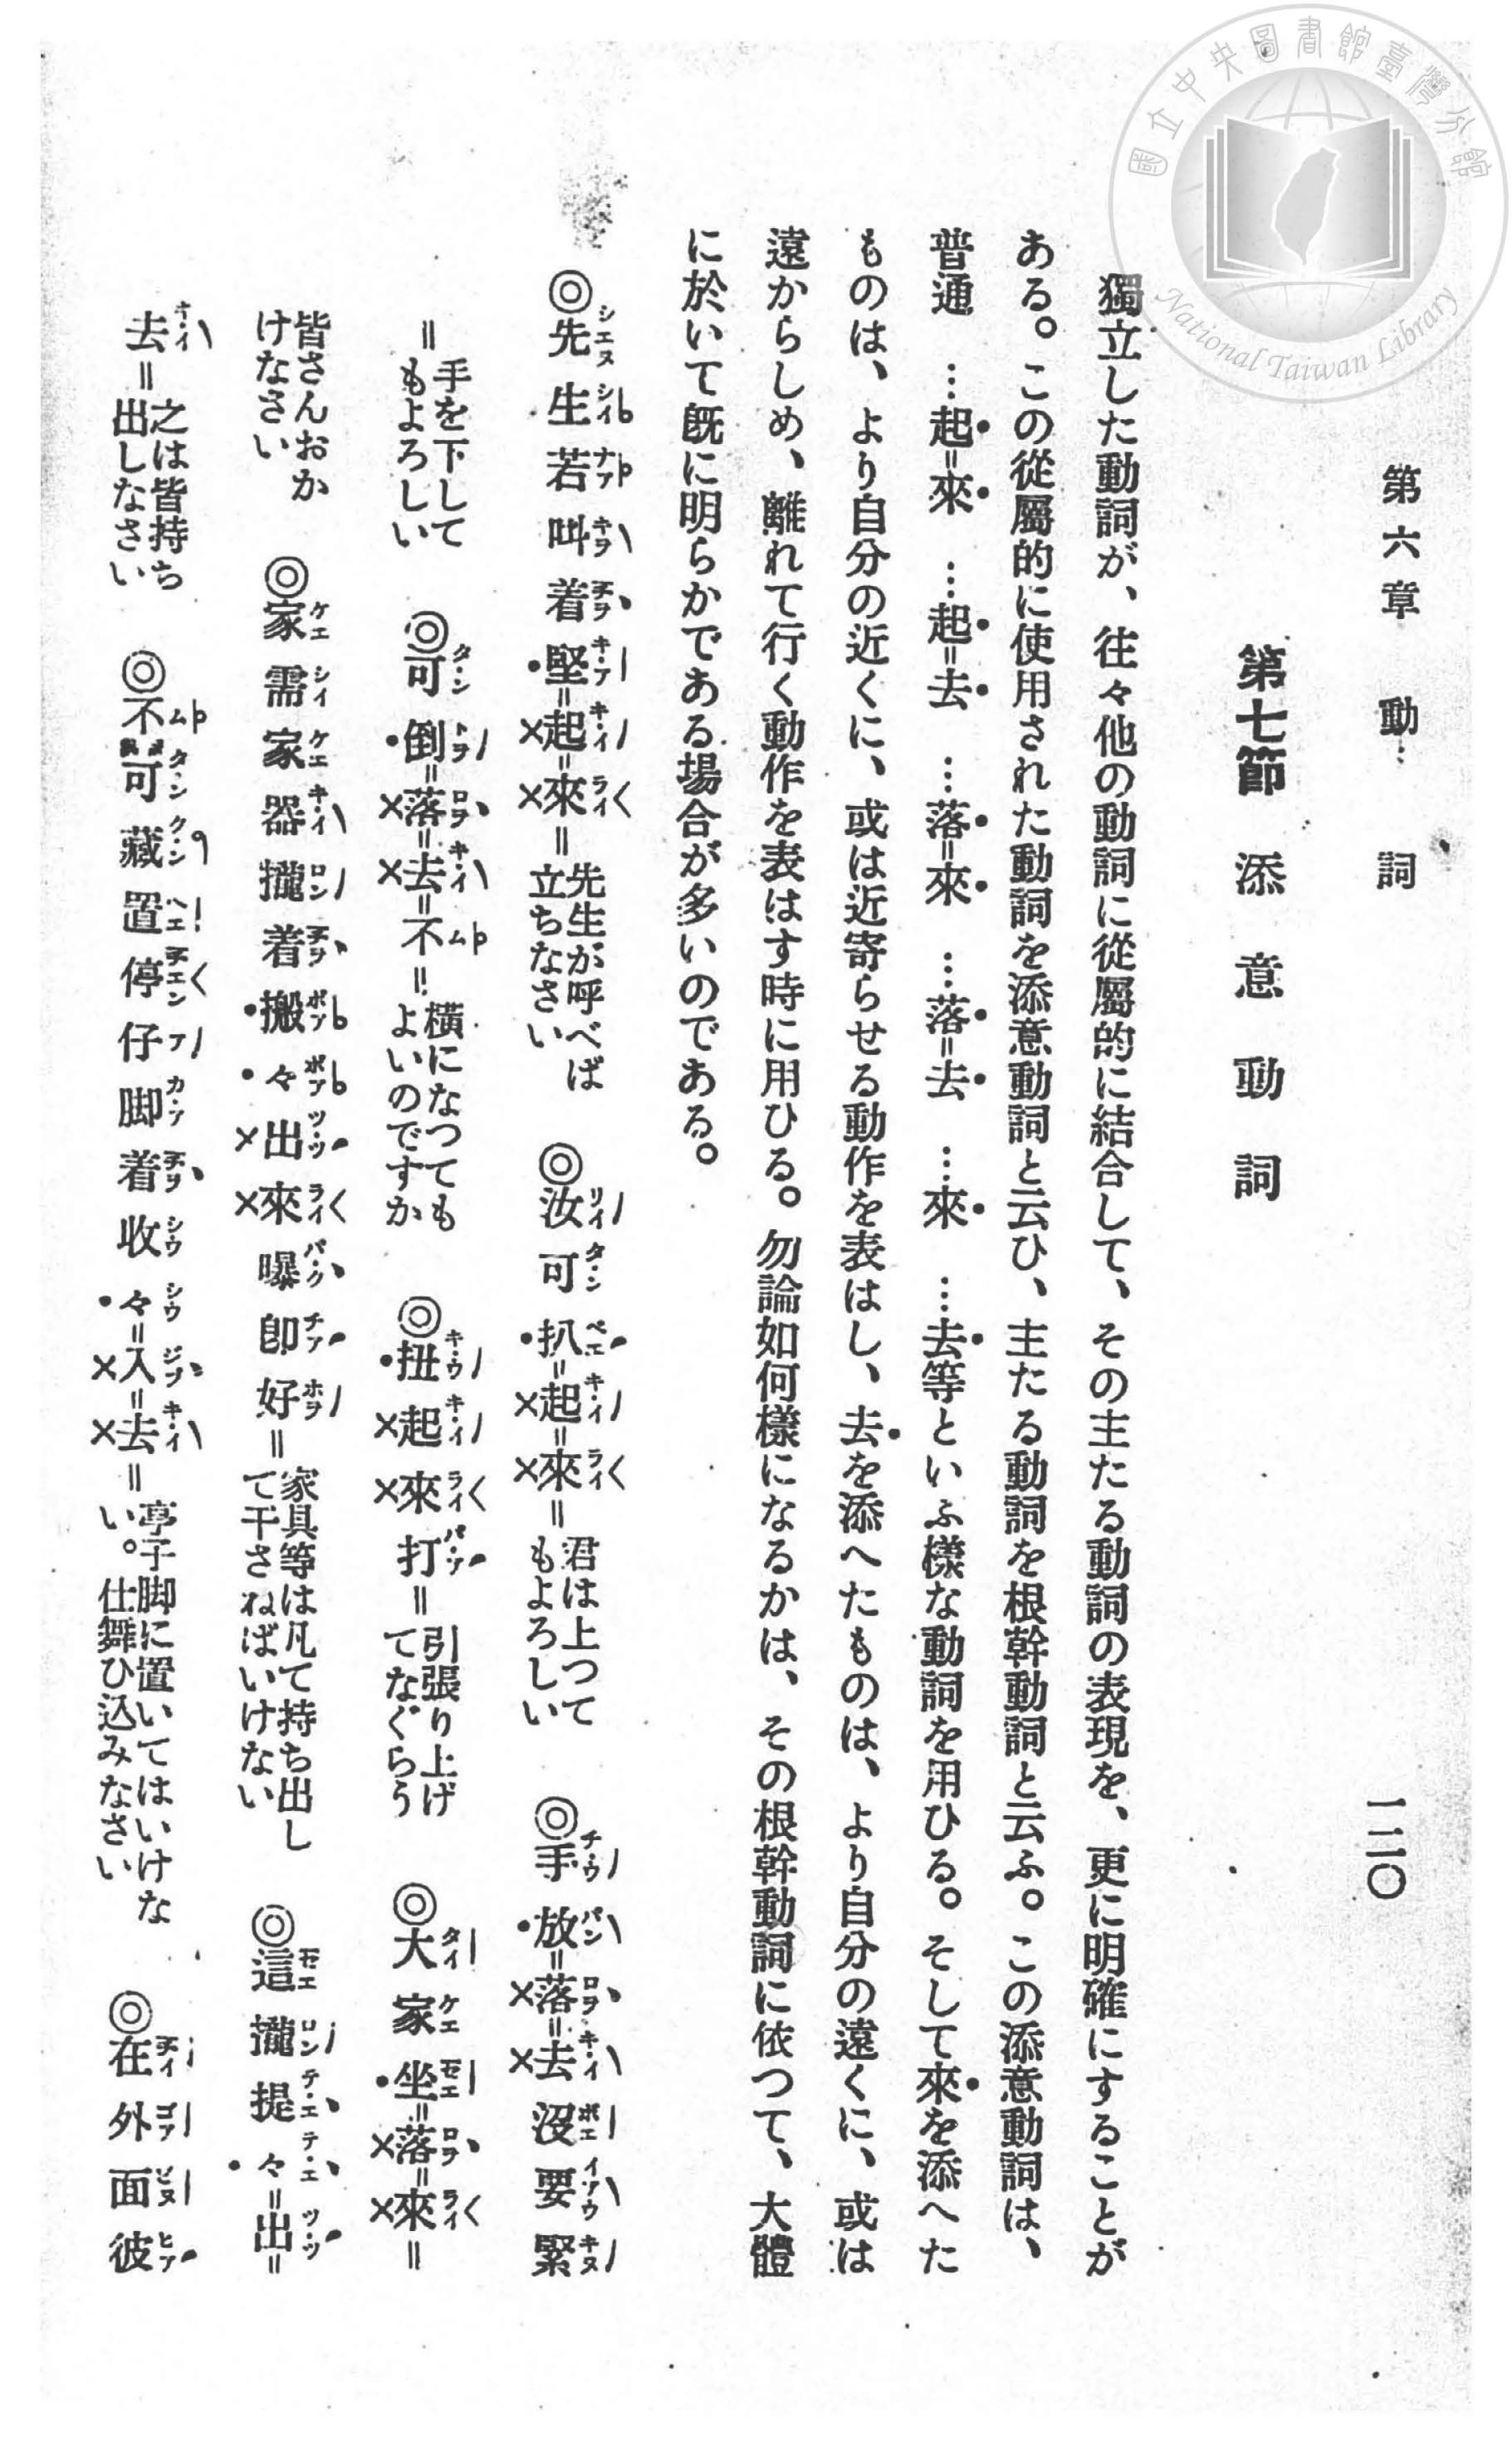 第六章 動詞
一二〇
第七節 添意動詞
獨立した動詞が、往々他の動詞に從屬的に結合して、その主たる動詞の表現を、更に明確にすることが
ある。この從屬的に使用された動詞を添意動詞と云ひ、主たる動詞を根幹動詞と云ふ。この添意動詞は、
普通 …起=來 …起=去 …落=來 …落=去 …來 …去等といふ樣な動詞を用ひる。そして來を添へた
ものは、より自分の近くに、或は近寄らせる動作を表はし、去を添へたものは、より自分の遠くに、或は
遠からしめ、離れて行く動作を表はす時に用ひる。勿論如何樣になるかは、その根幹動詞に依つて、大體
に於いて既に明らかである場合が多いのである。
◎先生若叫着堅=起=來=先生が呼べば立ちなさい ◎汝可扒=起=來=君は上つてもよろしい ◎手放=落=去沒要緊
=手を下してもよろしい ◎可倒=落=去=不=橫になつてもよいのですか ◎扭起來打=引張り上げてなぐらう ◎大家坐=落=來=
皆さんおかけなさい ◎家需家器攏着搬々出來曝卽好=家具等は凡て持ち出して干さねばいけない ◎這攏提々=出=
去=之は皆持ち出しなさい ◎不可藏置停仔脚着收々=入=去=亭子脚に置いてはいけない。仕舞ひ込みなさい ◎在外面彼
國立中央圖書館臺灣分館
National Taiwan Library